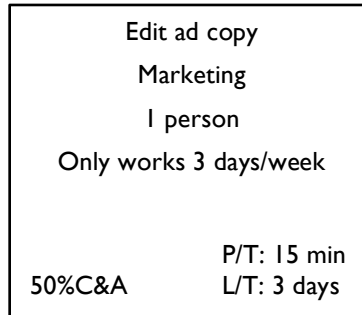 Edit ad copy
Marketing
1 person
Only works 3 days/week
P/T: 15 min
50%C&A
L/T: 3 days